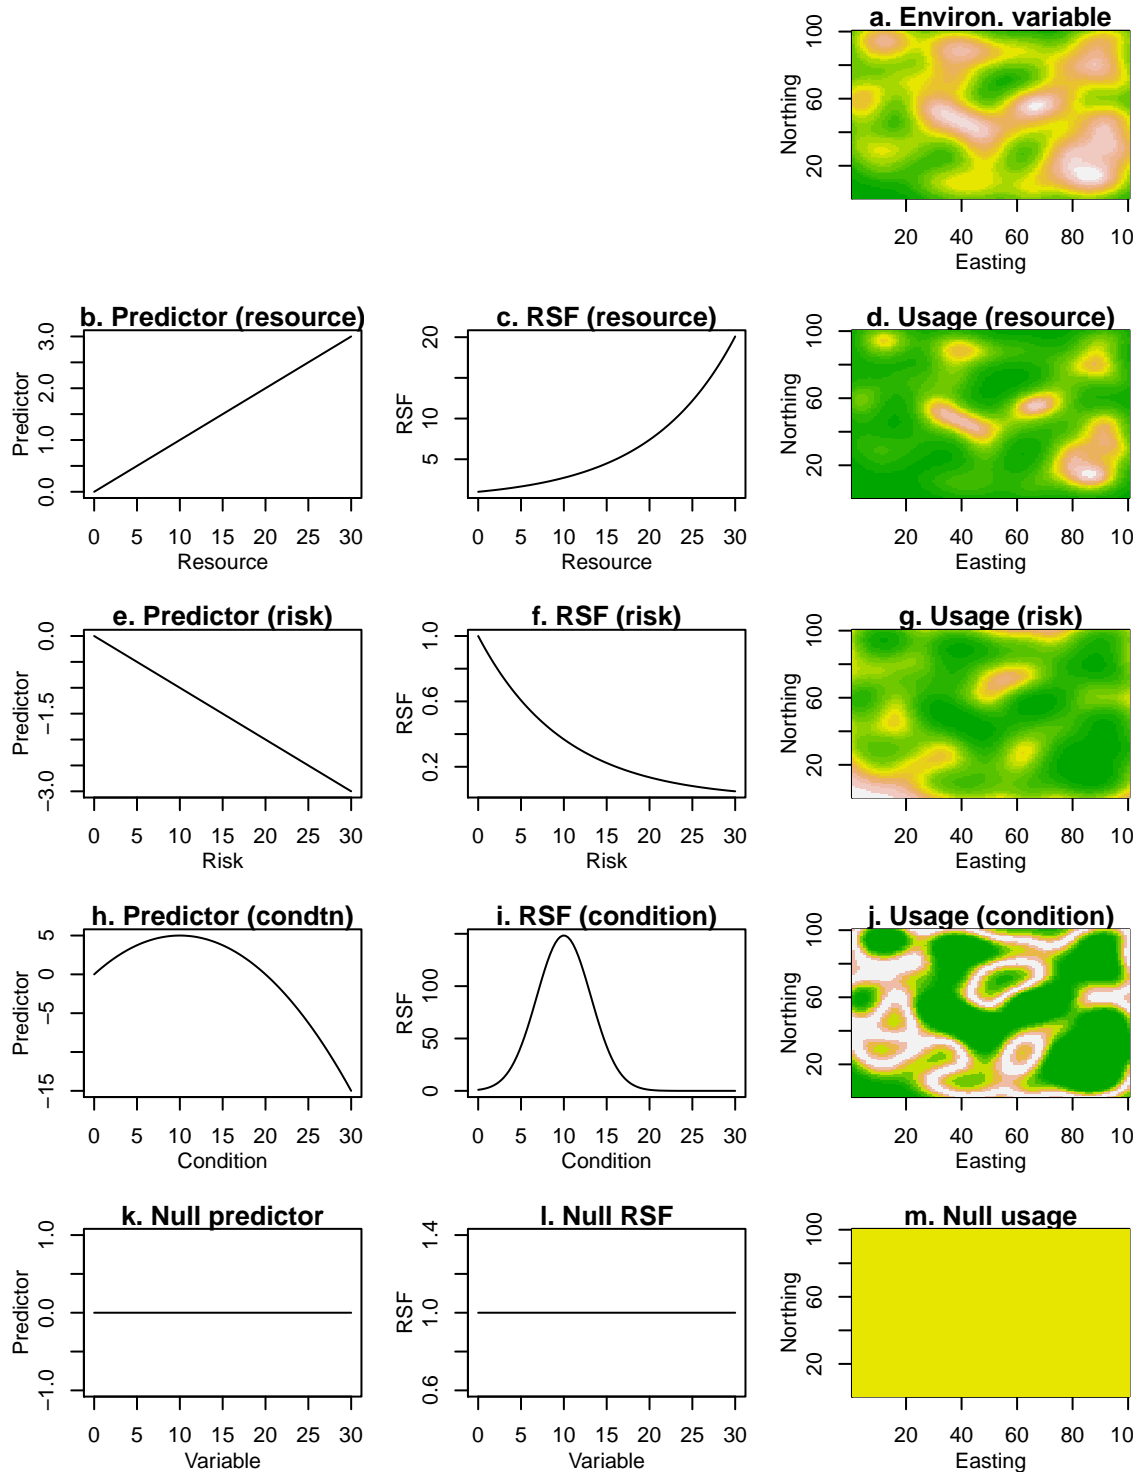 a. Environ. variable
Northing
20 60 100
20 40 60 80 10
Easting
b. Predictor (resource)
Predictor
0.0 1.0 2.0 3.0
0 5 10 15 20 25 30
Resource
c. RSF (resource)
RSF
5 10 20
0 5 10 15 20 25 30
Resource
d. Usage (resource)
Northing
20 60 100
20 40 60 80 10
Easting
e. Predictor (risk)
Predictor
−3.0 −1.5 0.0
0 5 10 15 20 25 30
Risk
f. RSF (risk)
RSF
0.2 0.6 1.0
0 5 10 15 20 25 30
Risk
g. Usage (risk)
Northing
20 60 100
20 40 60 80 10
Easting
h. Predictor (condtn)
Predictor
−15 −5 0 5
0 5 10 15 20 25 30
Condition
i. RSF (condition)
RSF
0 50 100
0 5 10 15 20 25 30
Condition
j. Usage (condition)
Northing
20 60 100
20 40 60 80 10
Easting
k. Null predictor
Predictor
−1.0 0.0 1.0
0 5 10 15 20 25 30
Variable
l. Null RSF
RSF
0.6 1.0 1.4
0 5 10 15 20 25 30
Variable
m. Null usage
Northing
20 60 100
20 40 60 80 10
Easting